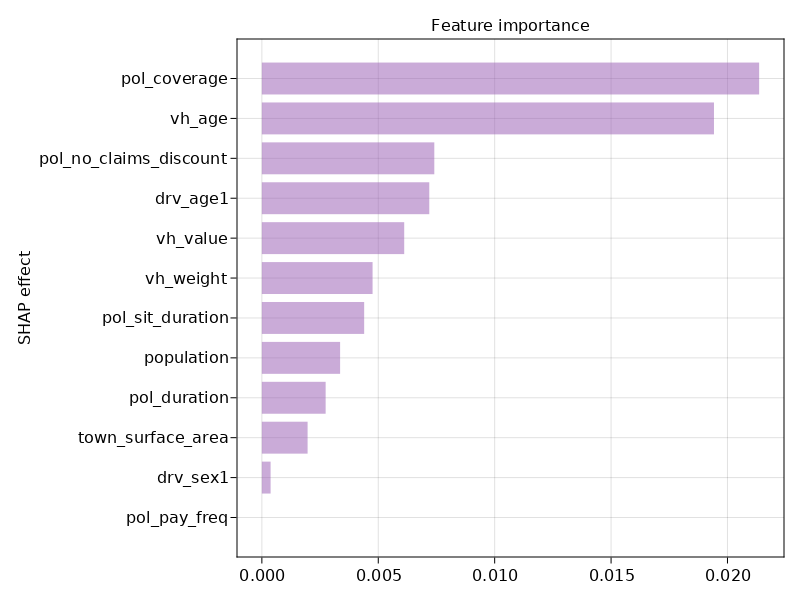 Feature importance
SHAP effect
pol_coverage
vh_age
pol_no_claims_discount
drv_age1
vh_value
vh_weight
pol_sit_duration
population
pol_duration
town_surface_area
drv_sex1
pol_pay_freq
0.000 0.005 0.010 0.015 0.020